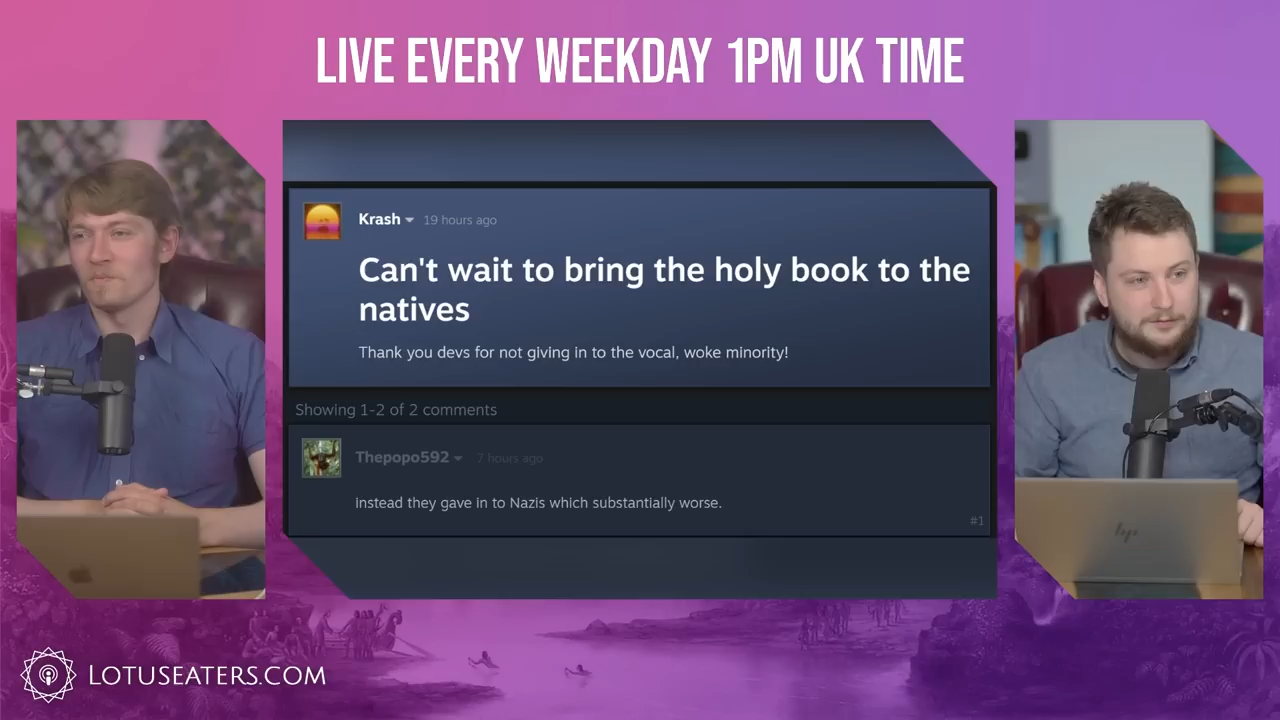 LIVE EVERY WEEKDAY 1PM UK TIME
Krash 19 hours ago
Can't wait to bring the holy book to the
natives
Thank you devs for not giving in to the vocal, woke minority!
Showing 1-2 of 2 comments
Thepopo592 7 hours ago
instead they gave in to Nazis which substantially worse.
#1
hp
LOTUSEATERS.COM